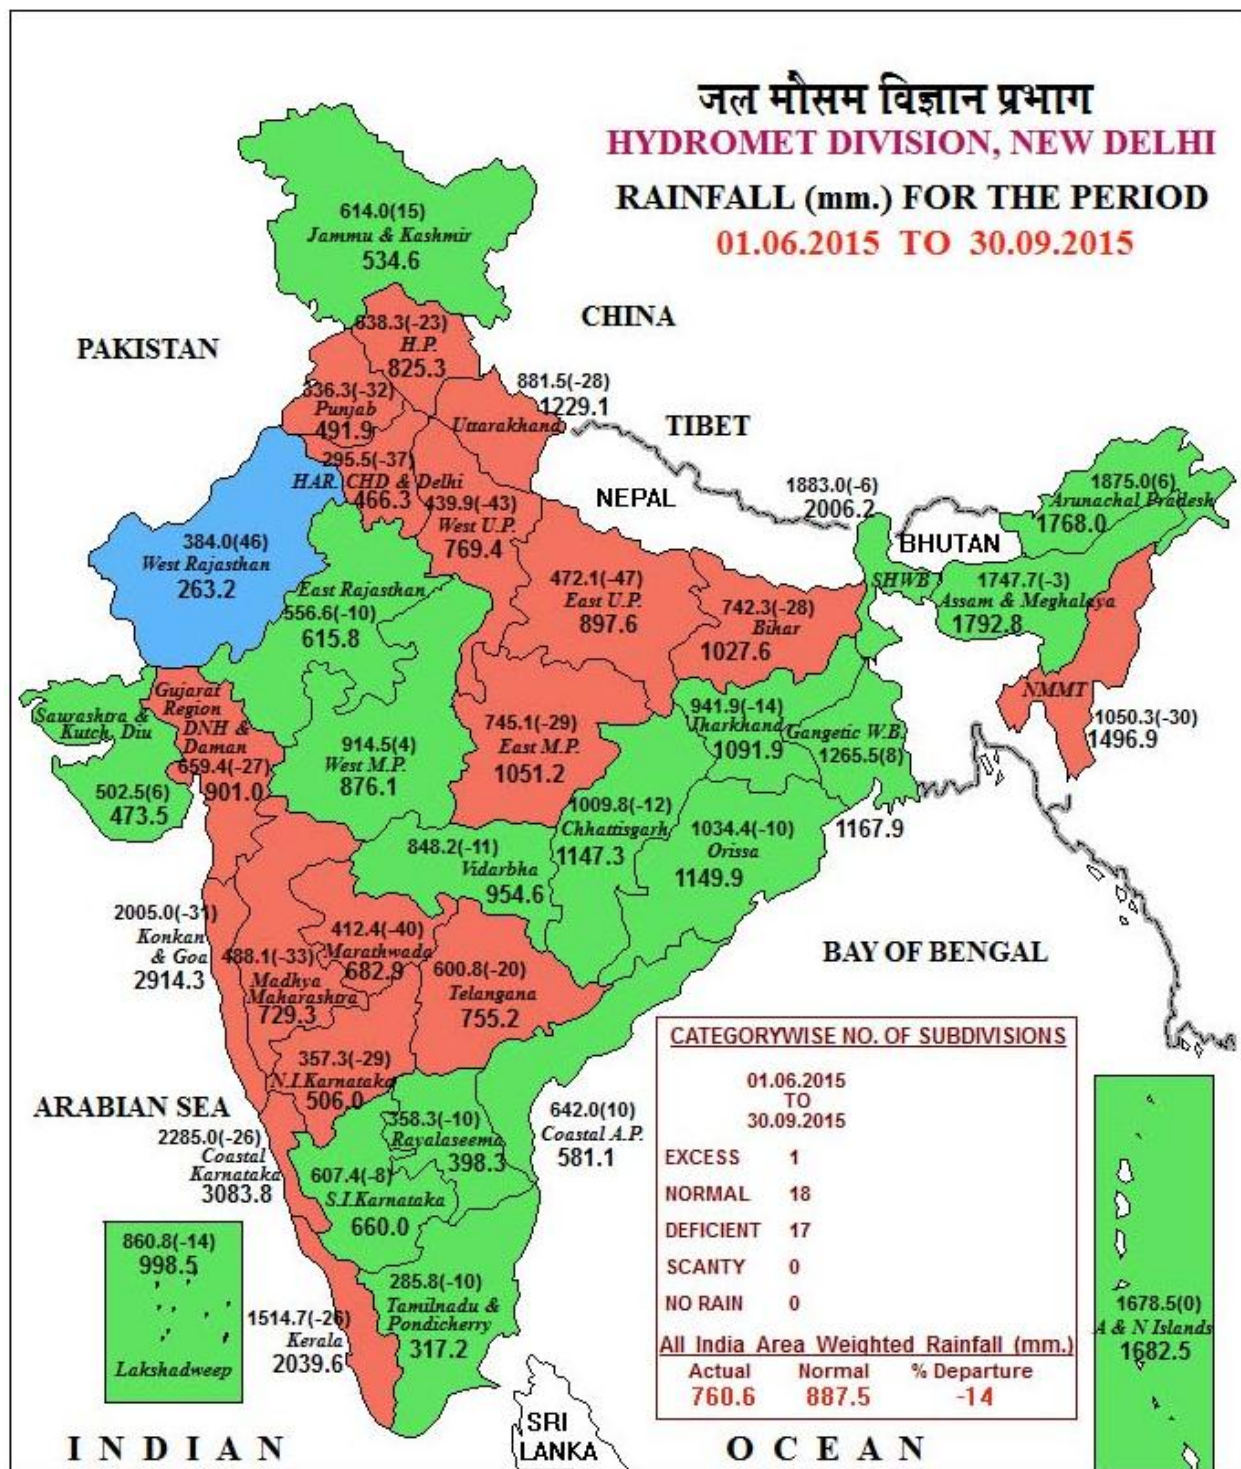 जल मौसम विज्ञान प्रभाग
HYDROMET DIVISION, NEW DELHI
RAINFALL (mm.) FOR THE PERIOD
01.06.2015 TO 30.09.2015
614.0(15)
Jammu & Kashmir
534.6
CHINA
PAKISTAN
638.3(-23)
H.P.
825.3
336.3(-32)
Punjab
491.9
881.5(-28)
1229.1
Uttarakhand
TIBET
NEPAL
295.5(-37)
HAR. CHD & Delhi
466.3
439.9(-43)
West U.P.
769.4
1883.0(-6)
2006.2
SHWB
BHUTAN
1875.0(6)
Arunachal Pradesh
1768.0
384.0(46)
West Rajasthan
263.2
East Rajasthan
556.6(-10)
615.8
472.1(-47)
East U.P.
897.6
742.3(-28)
Bihar
1027.6
1747.7(-3)
Assam & Meghalaya
1792.8
NMMT
1050.3(-30)
1496.9
Saurashtra &
Kutch, Diu
502.5(6)
473.5
Gujarat
Region
DNH &
Daman
659.4(-27)
901.0
914.5(4)
West M.P.
876.1
745.1(-29)
East M.P.
1051.2
941.9(-14)
Jharkhand
1091.9
Gangetic W.B.
1265.5(8)
1167.9
1009.8(-12)
Chhattisgarh
1147.3
1034.4(-10)
Orissa
1149.9
848.2(-11)
Vidarbha
954.6
2005.0(-31)
Konkan
& Goa
2914.3
488.1(-33)
Madhya
Maharashtra
729.3
412.4(-40)
Marathwada
682.9
600.8(-20)
Telangana
755.2
BAY OF BENGAL
357.3(-29)
N.I.Karnataka
506.0
ARABIAN SEA
2285.0(-26)
Coastal
Karnataka
3083.8
358.3(-10)
Rayalaseema
398.3
642.0(10)
Coastal A.P.
581.1
607.4(-8)
S.I.Karnataka
660.0
860.8(-14)
998.5
Lakshadweep
1514.7(-26)
Kerala
2039.6
285.8(-10)
Tamilnadu &
Pondicherry
317.2
CATEGORYWISE NO. OF SUBDIVISIONS
01.06.2015
TO
30.09.2015
EXCESS 1
NORMAL 18
DEFICIENT 17
SCANTY 0
NO RAIN 0
All India Area Weighted Rainfall (mm.)
Actual Normal % Departure
760.6 887.5 -14
1678.5(0)
A & N Islands
1682.5
SRI
LANKA
INDIAN OCEAN